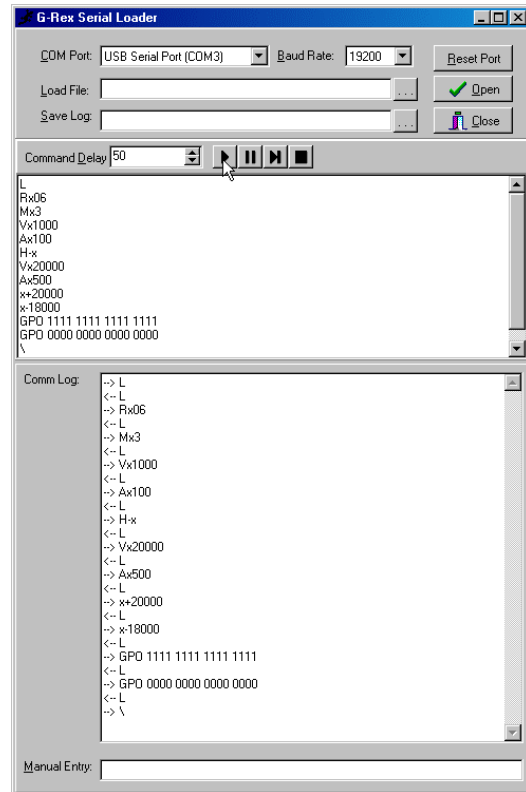 G-Rex Serial Loader
COM Port: USB Serial Port (COM3) Baud Rate: 19200 Reset Port
Load File: ... Open
Save Log: ... Close
Command Delay 50
L
Rx06
Mx3
Vx1000
Ax100
H-x
Vx20000
Ax500
x+20000
x-18000
GPO 1111 1111 1111 1111
GPO 0000 0000 0000 0000
\
Comm Log:
--> L
<-- L
--> Rx06
<-- L
--> Mx3
<-- L
--> Vx1000
<-- L
--> Ax100
<-- L
--> H-x
<-- L
--> Vx20000
<-- L
--> Ax500
<-- L
--> x+20000
<-- L
--> x-18000
<-- L
--> GPO 1111 1111 1111 1111
<-- L
--> GPO 0000 0000 0000 0000
<-- L
--> \
Manual Entry: